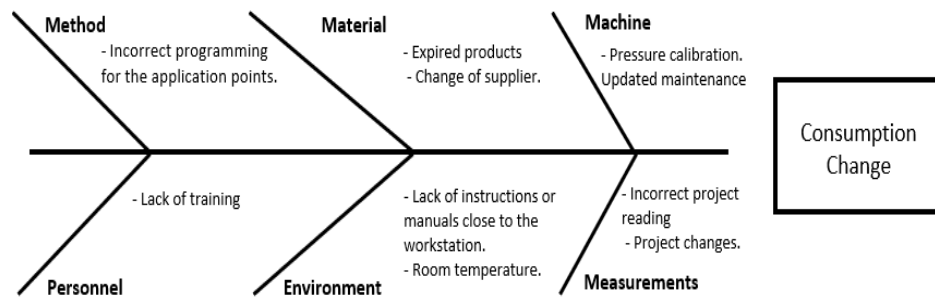 Method
- Incorrect programming
for the application points.
Material
- Expired products
- Change of supplier.
Machine
- Pressure calibration.
Updated maintenance
Consumption
Change
- Lack of training
Personnel
- Lack of instructions or
manuals close to the
workstation.
- Room temperature.
Environment
- Incorrect project
reading
- Project changes.
Measurements